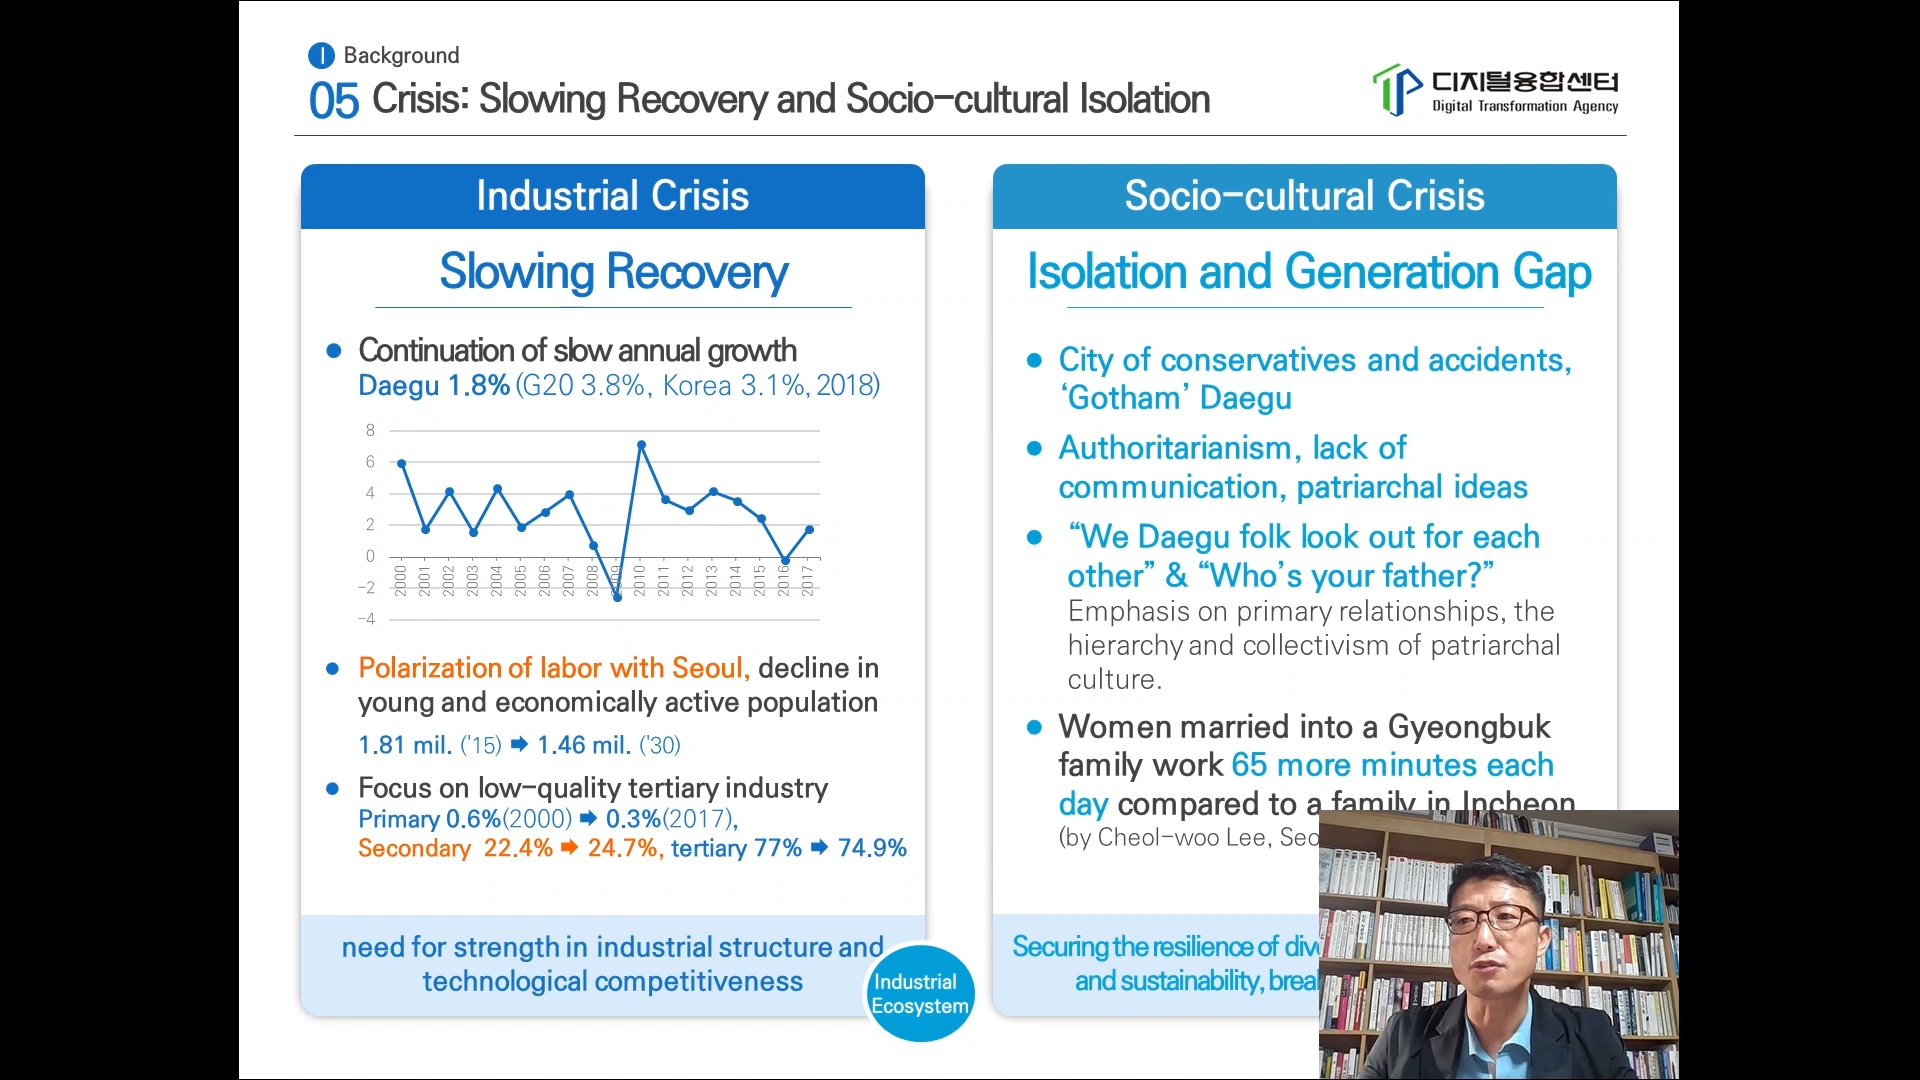 I Background
05 Crisis: Slowing Recovery and Socio-cultural Isolation
디지털융합센터
Digital Transformation Agency
Industrial Crisis
Slowing Recovery
Continuation of slow annual growth
Daegu 1.8% (G20 3.8%, Korea 3.1%, 2018)
8
6
4
2
0
-2
-4
2000 2001 2002 2003 2004 2005 2006 2007 2008 2009 2010 2011 2012 2013 2014 2015 2016 2017
Polarization of labor with Seoul, decline in
young and economically active population
1.81 mil. ('15) ➡ 1.46 mil. ('30)
Focus on low-quality tertiary industry
Primary 0.6%(2000) ➡ 0.3%(2017),
Secondary 22.4% ➡ 24.7%, tertiary 77% ➡ 74.9%
need for strength in industrial structure and
technological competitiveness
Industrial
Ecosystem
Socio-cultural Crisis
Isolation and Generation Gap
City of conservatives and accidents,
‘Gotham’ Daegu
Authoritarianism, lack of
communication, patriarchal ideas
“We Daegu folk look out for each
other” & “Who’s your father?”
Emphasis on primary relationships, the
hierarchy and collectivism of patriarchal
culture.
Women married into a Gyeongbuk
family work 65 more minutes each
day compared to a family in Incheon
(by Cheol-woo Lee,
Securing the resilience of
and sustainability,